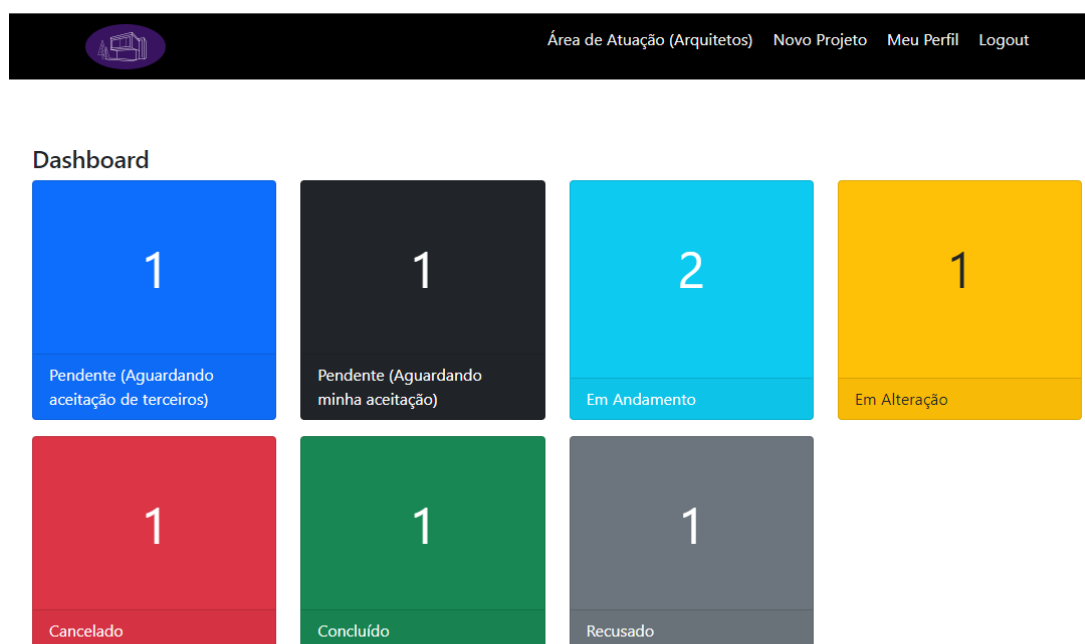 Área de Atuação (Arquitetos) Novo Projeto Meu Perfil Logout
Dashboard
1
Pendente (Aguardando
aceitação de terceiros)
1
Pendente (Aguardando
minha aceitação)
2
Em Andamento
1
Em Alteração
1
Cancelado
1
Concluído
1
Recusado